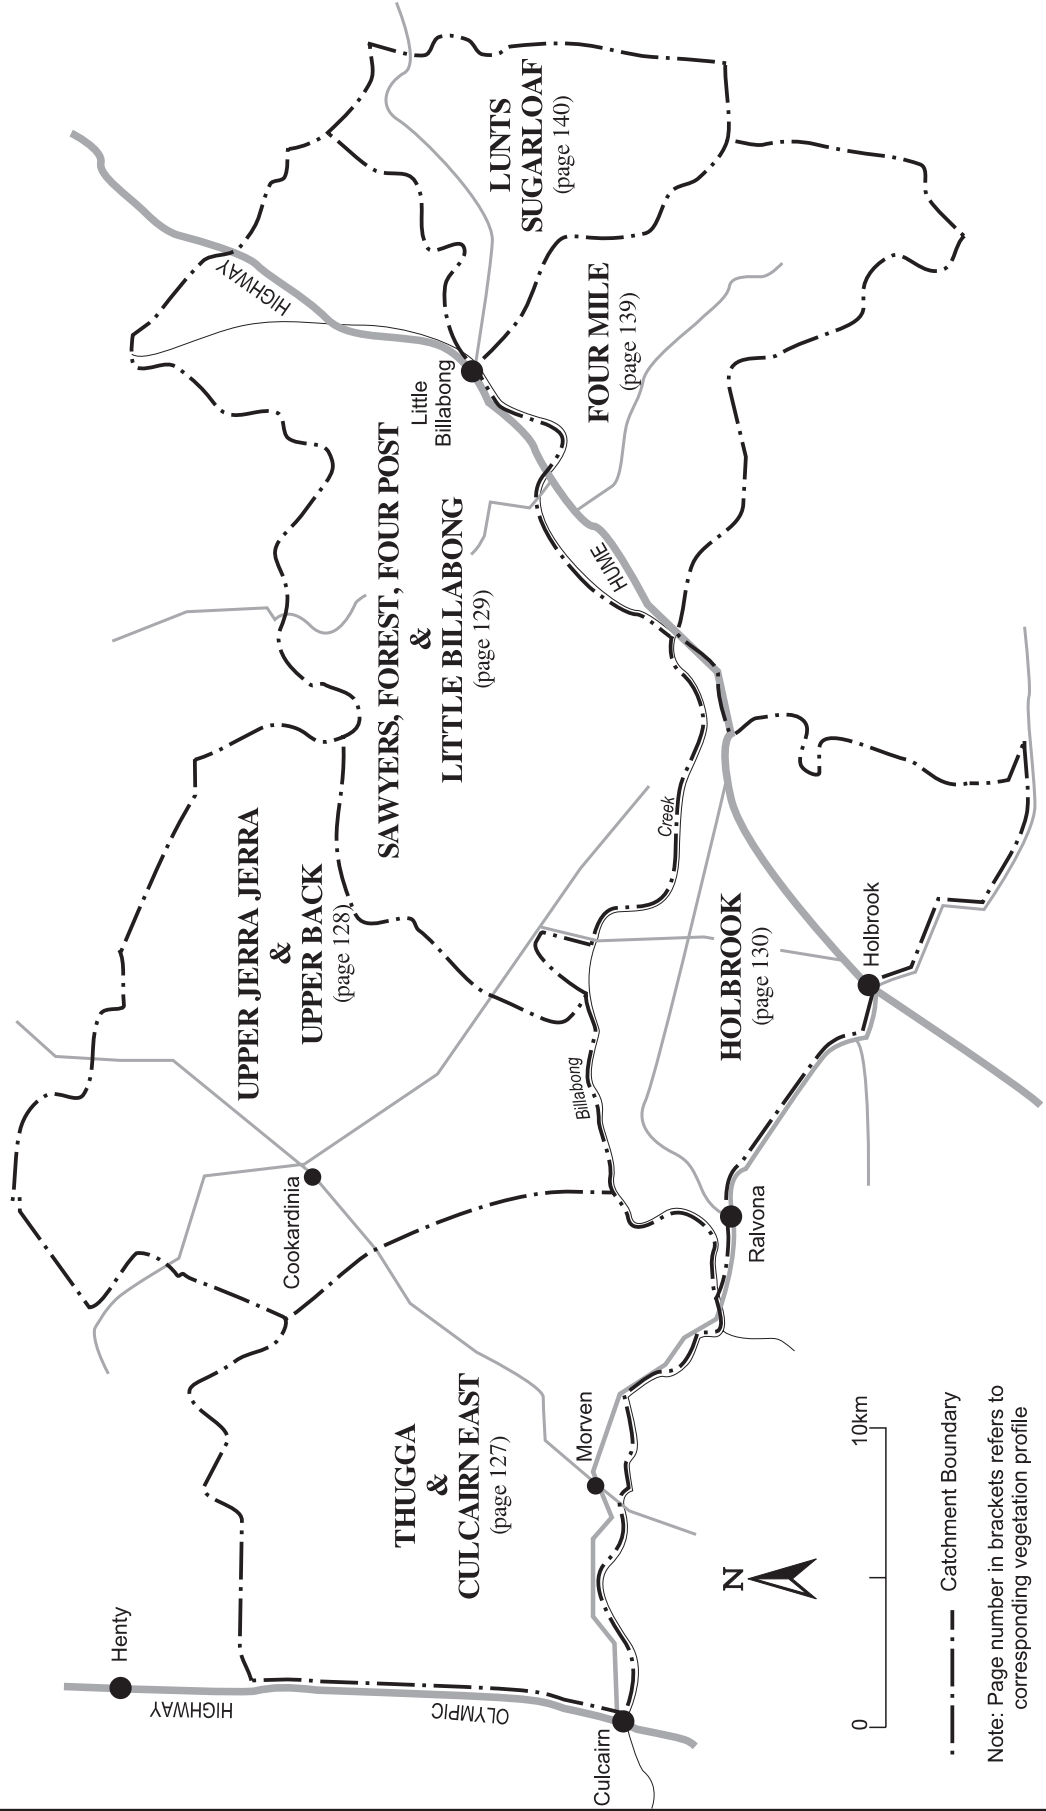 Henty
HIGHWAY
OLYMPIC
Culcairn
THUGGA
&
CULCAIRN EAST
(page 127)
Morven
Cookardinia
UPPER JERRA JERRA
&
UPPER BACK
(page 128)
Ralvona
Billabong
Creek
HOLBROOK
(page 130)
Holbrook
SAWYERS, FOREST, FOUR POST
&
LITTLE BILLABONG
(page 129)
HUME
HIGHWAY
Little
Billabong
FOUR MILE
(page 139)
LUNTS
SUGARLOAF
(page 140)
N
0
10km
Catchment Boundary
Note: Page number in brackets refers to
corresponding vegetation profile